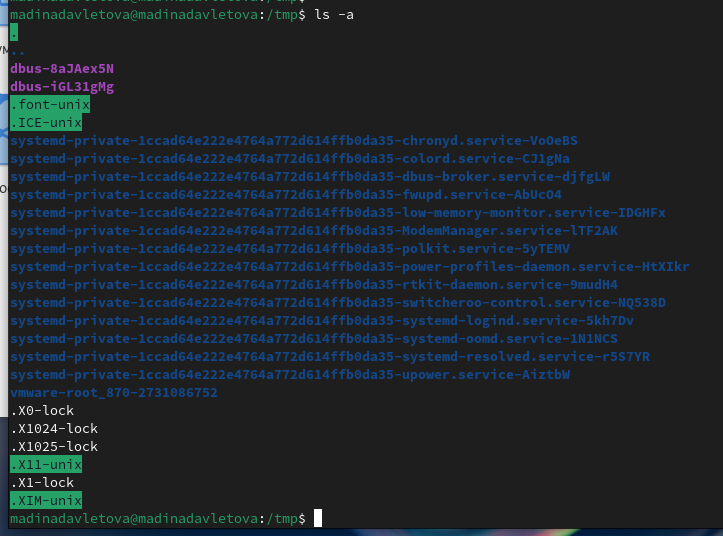 madinadavletova@madinadavletova:/tmp$ ls -a
.
..
dbus-8aJAex5N
dbus-iGL31gMg
.font-unix
.ICE-unix
systemd-private-1ccad64e222e4764a772d614ffb0da35-chronyd.service-VoOeBS
systemd-private-1ccad64e222e4764a772d614ffb0da35-colord.service-CJ1gNa
systemd-private-1ccad64e222e4764a772d614ffb0da35-dbus-broker.service-djfgLW
systemd-private-1ccad64e222e4764a772d614ffb0da35-fwupd.service-AbUcO4
systemd-private-1ccad64e222e4764a772d614ffb0da35-low-memory-monitor.service-IDGHFx
systemd-private-1ccad64e222e4764a772d614ffb0da35-ModemManager.service-lTF2AK
systemd-private-1ccad64e222e4764a772d614ffb0da35-polkit.service-5yTEMV
systemd-private-1ccad64e222e4764a772d614ffb0da35-power-profiles-daemon.service-HtXIkr
systemd-private-1ccad64e222e4764a772d614ffb0da35-rtkit-daemon.service-9mudH4
systemd-private-1ccad64e222e4764a772d614ffb0da35-switcheroo-control.service-NQ538D
systemd-private-1ccad64e222e4764a772d614ffb0da35-systemd-logind.service-5kh7Dv
systemd-private-1ccad64e222e4764a772d614ffb0da35-systemd-oomd.service-1N1NCS
systemd-private-1ccad64e222e4764a772d614ffb0da35-systemd-resolved.service-r5S7YR
systemd-private-1ccad64e222e4764a772d614ffb0da35-upower.service-AiztbW
vmware-root_870-2731086752
.X0-lock
.X1024-lock
.X1025-lock
.X11-unix
.X1-lock
.XIM-unix
madinadavletova@madinadavletova:/tmp$